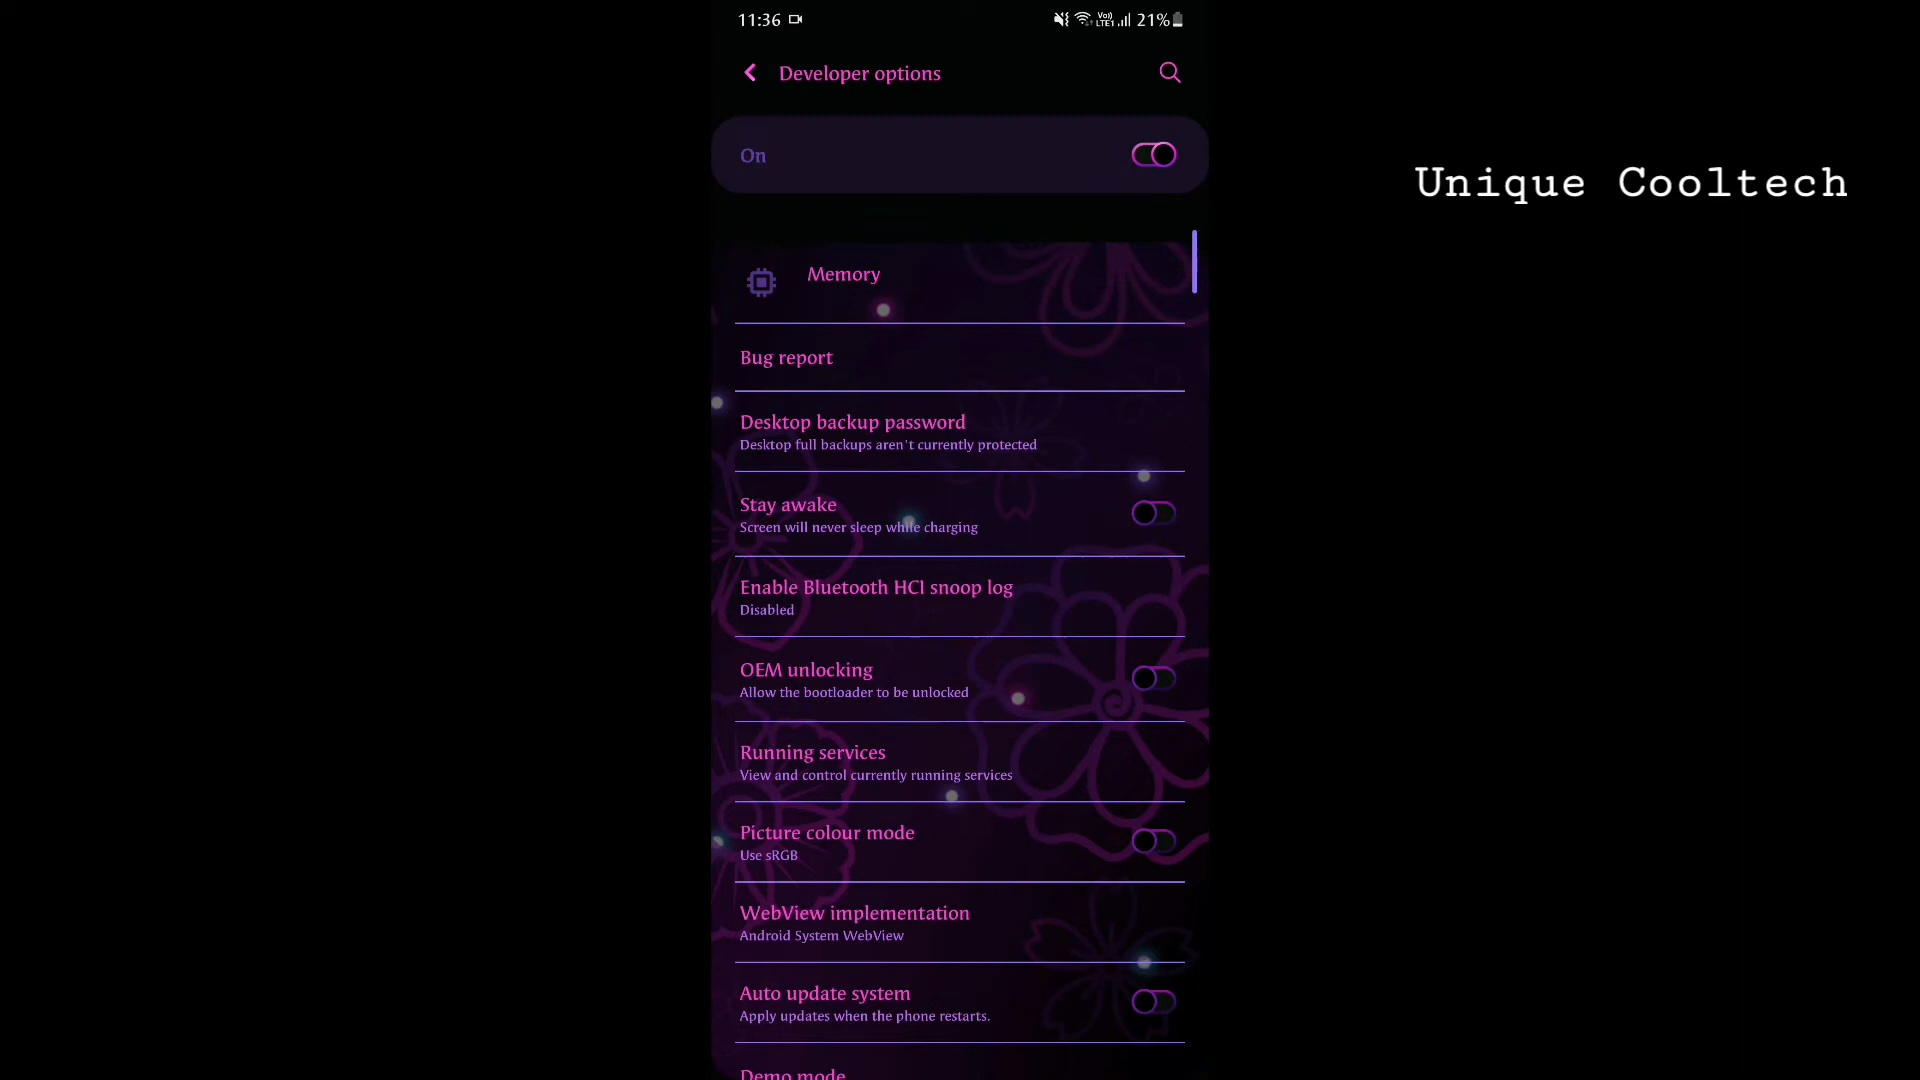 11:36
Vo)
LTE1
21%
Developer options
On
Unique Cooltech
Memory
Bug report
Desktop backup password
Desktop full backups aren't currently protected
Stay awake
Screen will never sleep while charging
Enable Bluetooth HCI snoop log
Disabled
OEM unlocking
Allow the bootloader to be unlocked
Running services
View and control currently running services
Picture colour mode
Use sRGB
WebView implementation
Android System WebView
Auto update system
Apply updates when the phone restarts.
Demo mode